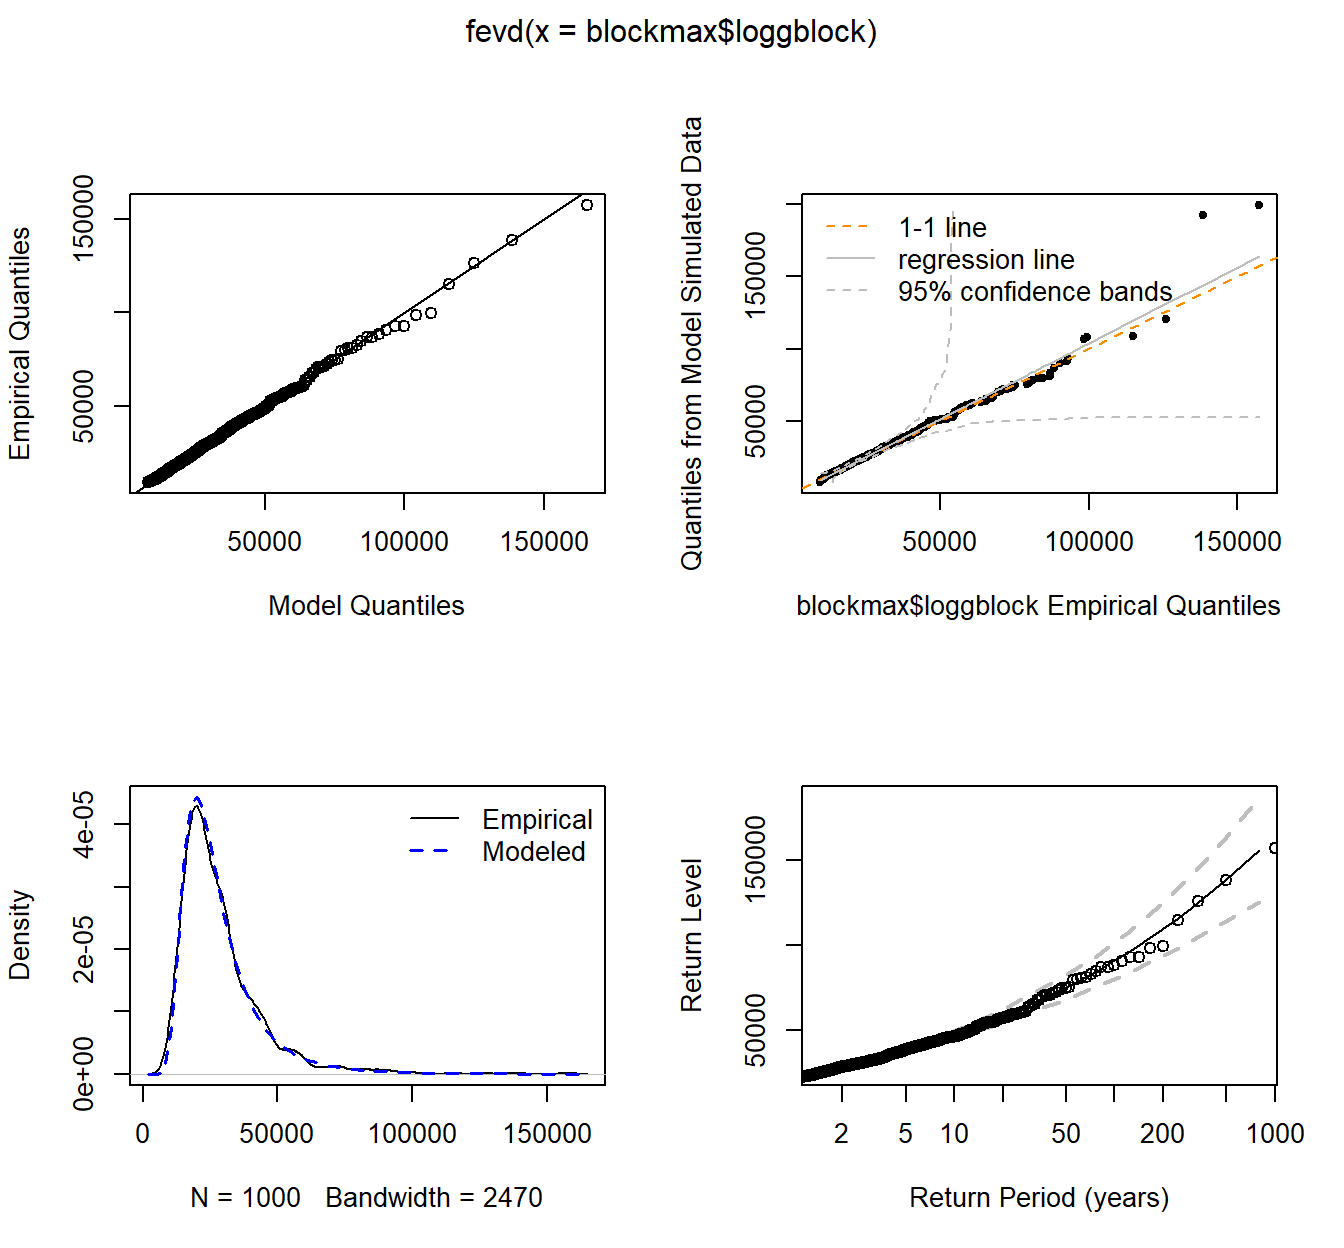 fevd(x = blockmax$loggblock)
Empirical Quantiles
50000
150000
50000
100000
150000
Model Quantiles
Quantiles from Model Simulated Data
50000
150000
1-1 line
regression line
95% confidence bands
50000
100000
150000
blockmax$loggblock Empirical Quantiles
Density
0e+00
2e-05
4e-05
Empirical
Modeled
0
50000
100000
150000
N = 1000 Bandwidth = 2470
Return Level
50000
150000
2
5
10
50
200
1000
Return Period (years)